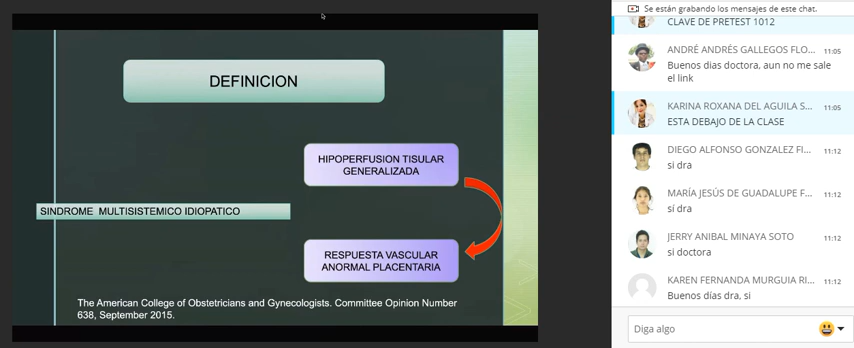 DEFINICION
HIPOPERFUSION TISULAR
GENERALIZADA
SINDROME MULTISISTEMICO IDIOPATICO
RESPUESTA VASCULAR
ANORMAL PLACENTARIA
The American College of Obstetricians and Gynecologists. Committee Opinion Number
638, September 2015.
Se están grabando los mensajes de este chat.
CLAVE DE PRETEST 1012
ANDRÉ ANDRÉS GALLEGOS FLO... 11:05
Buenos dias doctora, aun no me sale
el link
KARINA ROXANA DEL AGUILA S... 11:05
ESTA DEBAJO DE LA CLASE
DIEGO ALFONSO GONZALEZ FI... 11:12
si dra
MARÍA JESÚS DE GUADALUPE F... 11:12
sí dra
JERRY ANIBAL MINAYA SOTO 11:12
si doctora
KAREN FERNANDA MURGUIA RI... 11:12
Buenos días dra, si
Diga algo